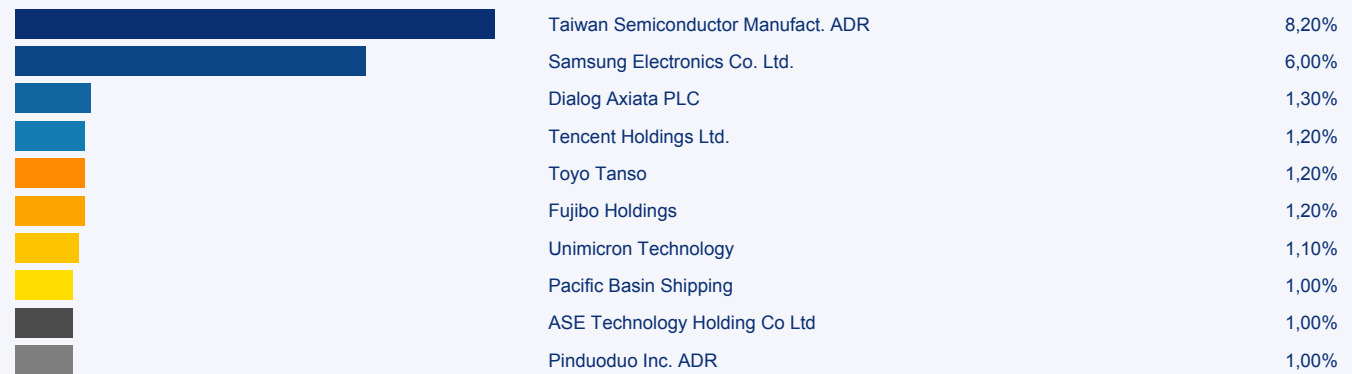 Taiwan Semiconductor Manufact. ADR 8,20%
Samsung Electronics Co. Ltd. 6,00%
Dialog Axiata PLC 1,30%
Tencent Holdings Ltd. 1,20%
Toyo Tanso 1,20%
Fujibo Holdings 1,20%
Unimicron Technology 1,10%
Pacific Basin Shipping 1,00%
ASE Technology Holding Co Ltd 1,00%
Pinduoduo Inc. ADR 1,00%